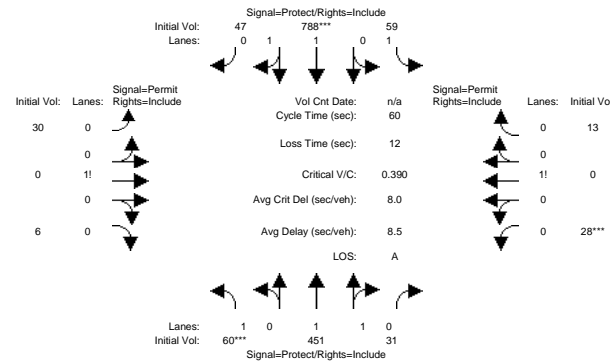 Signal=Protect/Rights=Include
Initial Vol: 47 788*** 59
Lanes: 0 1 1 0 1
Signal=Permit
Initial Vol: Lanes: Rights=Include
Vol Cnt Date: n/a
Signal=Permit
Rights=Include Lanes: Initial Vo
Cycle Time (sec): 60
30 0
0 13
Loss Time (sec): 12
0
0
0 1! Critical V/C: 0.390 1! 0
0 Avg Crit Del (sec/veh): 8.0 0
6 0 Avg Delay (sec/veh): 8.5 0 28***
LOS: A
Lanes: 1 0 1 1 0
Initial Vol: 60*** 451 31
Signal=Protect/Rights=Include